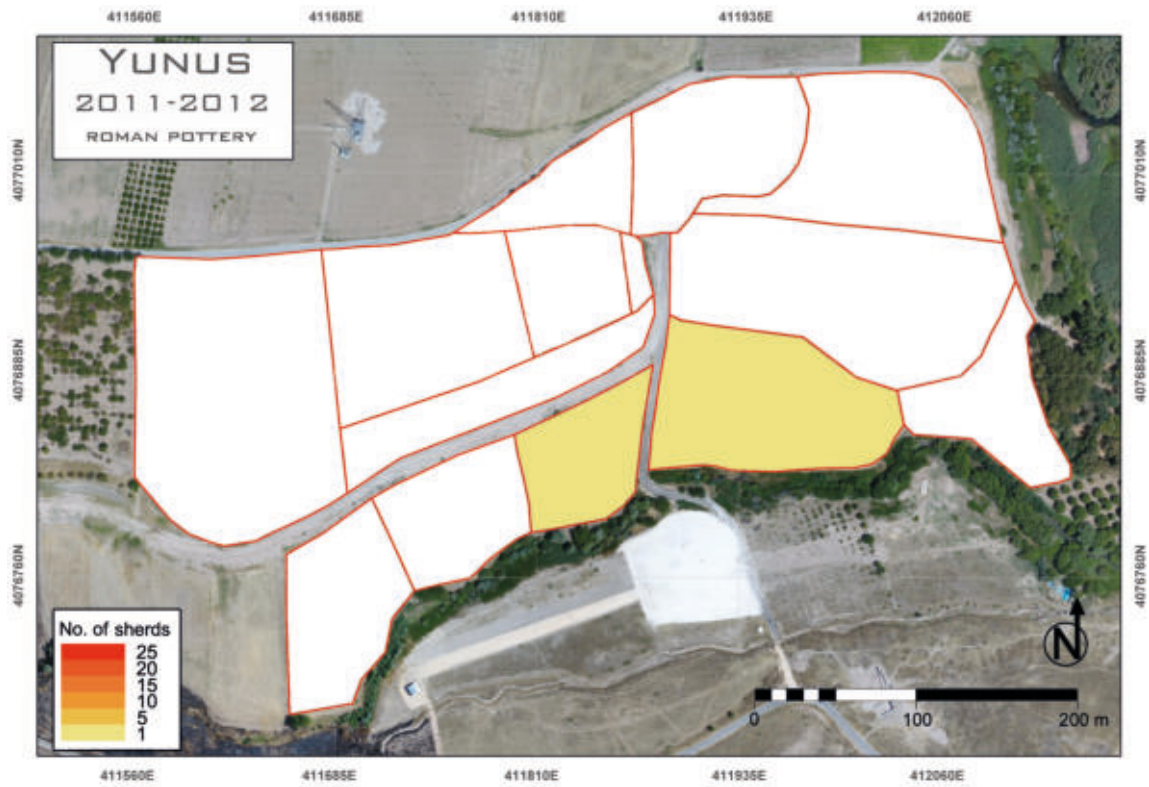 411560E 411685E 411810E 411935E 412060E
YUNUS
2011-2012
ROMAN POTTERY
4077010N
4077010N
4076885N
4076885N
4076760N
4076760N
No. of sherds
25
20
15
10
5
1
N
0 100 200 m
411560E 411685E 411810E 411935E 412060E